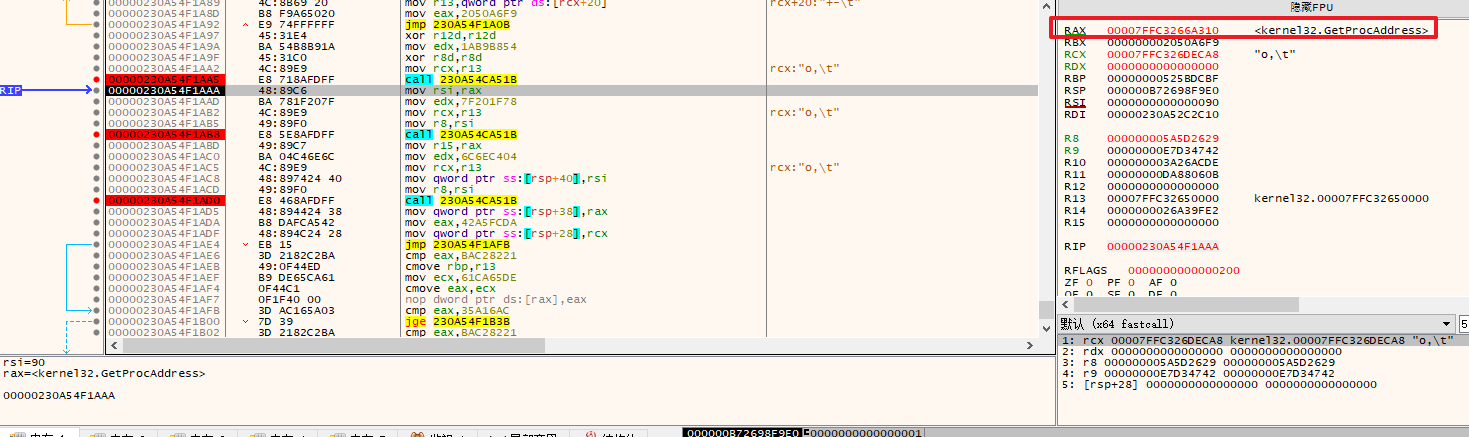 00000230A54F1A89 4C:8B69 20 mov r13,qword ptr ds:[rcx+20] rcx+20:"+-\t"
00000230A54F1A8D B8 F9A65020 mov eax,2050A6F9
00000230A54F1A92 E9 74FFFFFF jmp 230A54F1A0B
00000230A54F1A97 45:31E4 xor r12d,r12d
00000230A54F1A9A BA 54B8B91A mov edx,1AB9B854
00000230A54F1A9F 45:31C0 xor r8d,r8d
00000230A54F1AA2 4C:89E9 mov rcx,r13 rcx:"o,\t"
00000230A54F1AA5 E8 718AFDFF call 230A54CA51B
RIP 00000230A54F1AAA 48:89C6 mov rsi,rax
00000230A54F1AAD BA 781F207F mov edx,7F201F78
00000230A54F1AB2 4C:89E9 mov rcx,r13 rcx:"o,\t"
00000230A54F1AB5 49:89F0 mov r8,rsi
00000230A54F1AB8 E8 5E8AFDFF call 230A54CA51B
00000230A54F1ABD 49:89C7 mov r15,rax
00000230A54F1AC0 BA 04C46E6C mov edx,6C6EC404
00000230A54F1AC5 4C:89E9 mov rcx,r13 rcx:"o,\t"
00000230A54F1AC8 48:897424 40 mov qword ptr ss:[rsp+40],rsi
00000230A54F1ACD 49:89F0 mov r8,rsi
00000230A54F1AD0 E8 468AFDFF call 230A54CA51B
00000230A54F1AD5 48:894424 38 mov qword ptr ss:[rsp+38],rax
00000230A54F1ADA B8 DAFCA542 mov eax,42A5FCDA
00000230A54F1ADF 48:894C24 28 mov qword ptr ss:[rsp+28],rcx
00000230A54F1AE4 EB 15 jmp 230A54F1AFB
00000230A54F1AE6 3D 2182C2BA cmp eax,BAC28221
00000230A54F1AEB 49:0F44ED cmove rbp,r13
00000230A54F1AEF B9 DE65CA61 mov ecx,61CA65DE
00000230A54F1AF4 0F44C1 cmove eax,ecx
00000230A54F1AF7 0F1F40 00 nop dword ptr ds:[rax],eax
00000230A54F1AFB 3D AC165A03 cmp eax,35A16AC
00000230A54F1B00 7D 39 jge 230A54F1B3B
00000230A54F1B02 3D 2182C2BA cmp eax,BAC28221
rsi=90
rax=<kernel32.GetProcAddress>
00000230A54F1AAA
隐藏FPU
RAX 00007FFC3266A310 <kernel32.GetProcAddress>
RBX 000000002050A6F9
RCX 00007FFC326DECA8 "o,\t"
RDX 0000000000000000
RBP 00000000525BDCBF
RSP 000000B72698F9E0
RSI 0000000000000090
RDI 00000230A52C2C10
R8 000000005A5D2629
R9 00000000E7D34742
R10 000000003A26ACDE
R11 00000000DA88060B
R12 0000000000000000
R13 00007FFC32650000 kernel32.00007FFC32650000
R14 00000000026A39FE2
R15 0000000000000000
RIP 00000230A54F1AAA
RFLAGS 0000000000000200
ZF 0 PF 0 AF 0
OF 0 SF 0 DF 0
默认 (x64 fastcall) 5
1: rcx 00007FFC326DECA8 kernel32.00007FFC326DECA8 "o,\t"
2: rdx 0000000000000000 0000000000000000
3: r8 000000005A5D2629 000000005A5D2629
4: r9 00000000E7D34742 00000000E7D34742
5: [rsp+28] 0000000000000000 0000000000000000
000000B72698F9E0 0000000000000001